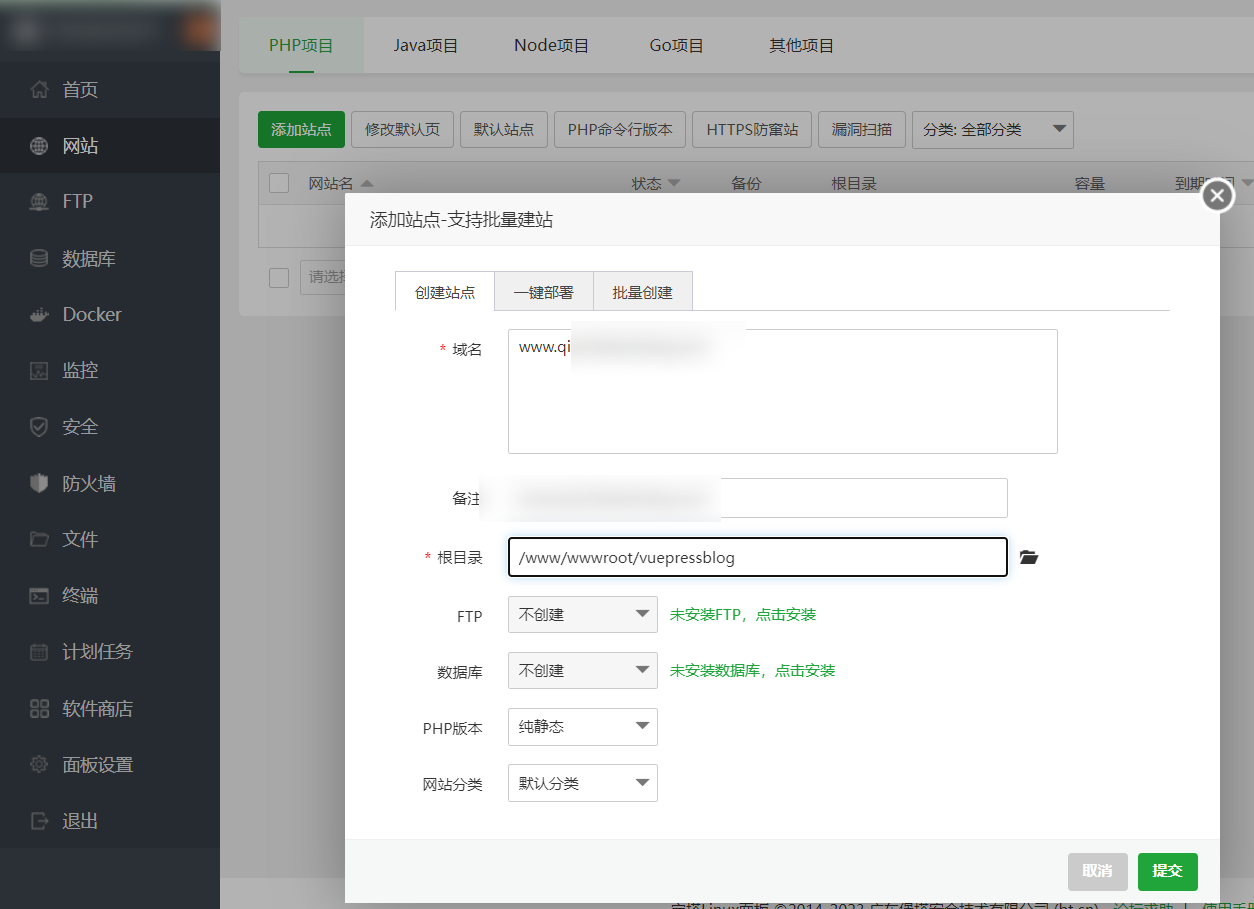 PHP项目 Java项目 Node项目 Go项目 其他项目
首页
网站
FTP
数据库
Docker
监控
安全
防火墙
文件
终端
计划任务
软件商店
面板设置
退出
添加站点 修改默认页 默认站点 PHP命令行版本 HTTPS防窜站 漏洞扫描 分类: 全部分类
网站名 状态 备份 根目录 容量 到期时间
添加站点-支持批量建站
创建站点 一键部署 批量创建
* 域名 www.qi
备注
* 根目录 /www/wwwroot/vuepressblog
FTP 不创建 未安装FTP，点击安装
数据库 不创建 未安装数据库，点击安装
PHP版本 纯静态
网站分类 默认分类
取消 提交